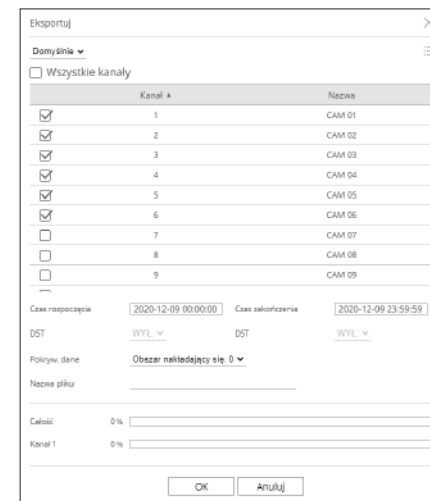 Eksportuj
Domyślnie
Wszystkie kanały
Kanał Nazwa
1 CAM 01
2 CAM 02
3 CAM 03
4 CAM 04
5 CAM 05
6 CAM 06
7 CAM 07
8 CAM 08
9 CAM 09
Czas rozpoczęcia 2020-12-09 00:00:00 Czas zakończenia 2020-12-09 23:59:59
DST WYŁ. DST WYŁ.
Pokryw. dane Obszar nakładający się. 0
Nazwa pliku
Całość 0 %
Kanał 1 0 %
OK Anuluj